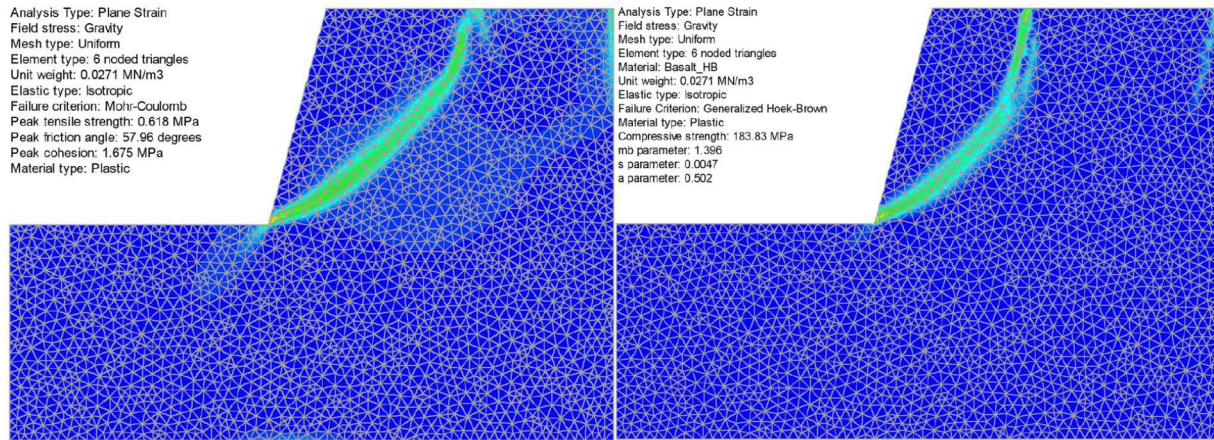 Analysis Type: Plane Strain
Field stress: Gravity
Mesh type: Uniform
Element type: 6 noded triangles
Unit weight: 0.0271 MN/m3
Elastic type: Isotropic
Failure criterion: Mohr-Coulomb
Peak tensile strength: 0.618 MPa
Peak friction angle: 57.96 degrees
Peak cohesion: 1.675 MPa
Material type: Plastic
Analysis Type: Plane Strain
Field stress: Gravity
Mesh type: Uniform
Element type: 6 noded triangles
Material: Basalt_HB
Unit weight: 0.0271 MN/m3
Elastic type: Isotropic
Failure Criterion: Generalized Hoek-Brown
Material type: Plastic
Compressive strength: 183.83 MPa
mb parameter: 1.396
s parameter: 0.0047
a parameter: 0.502